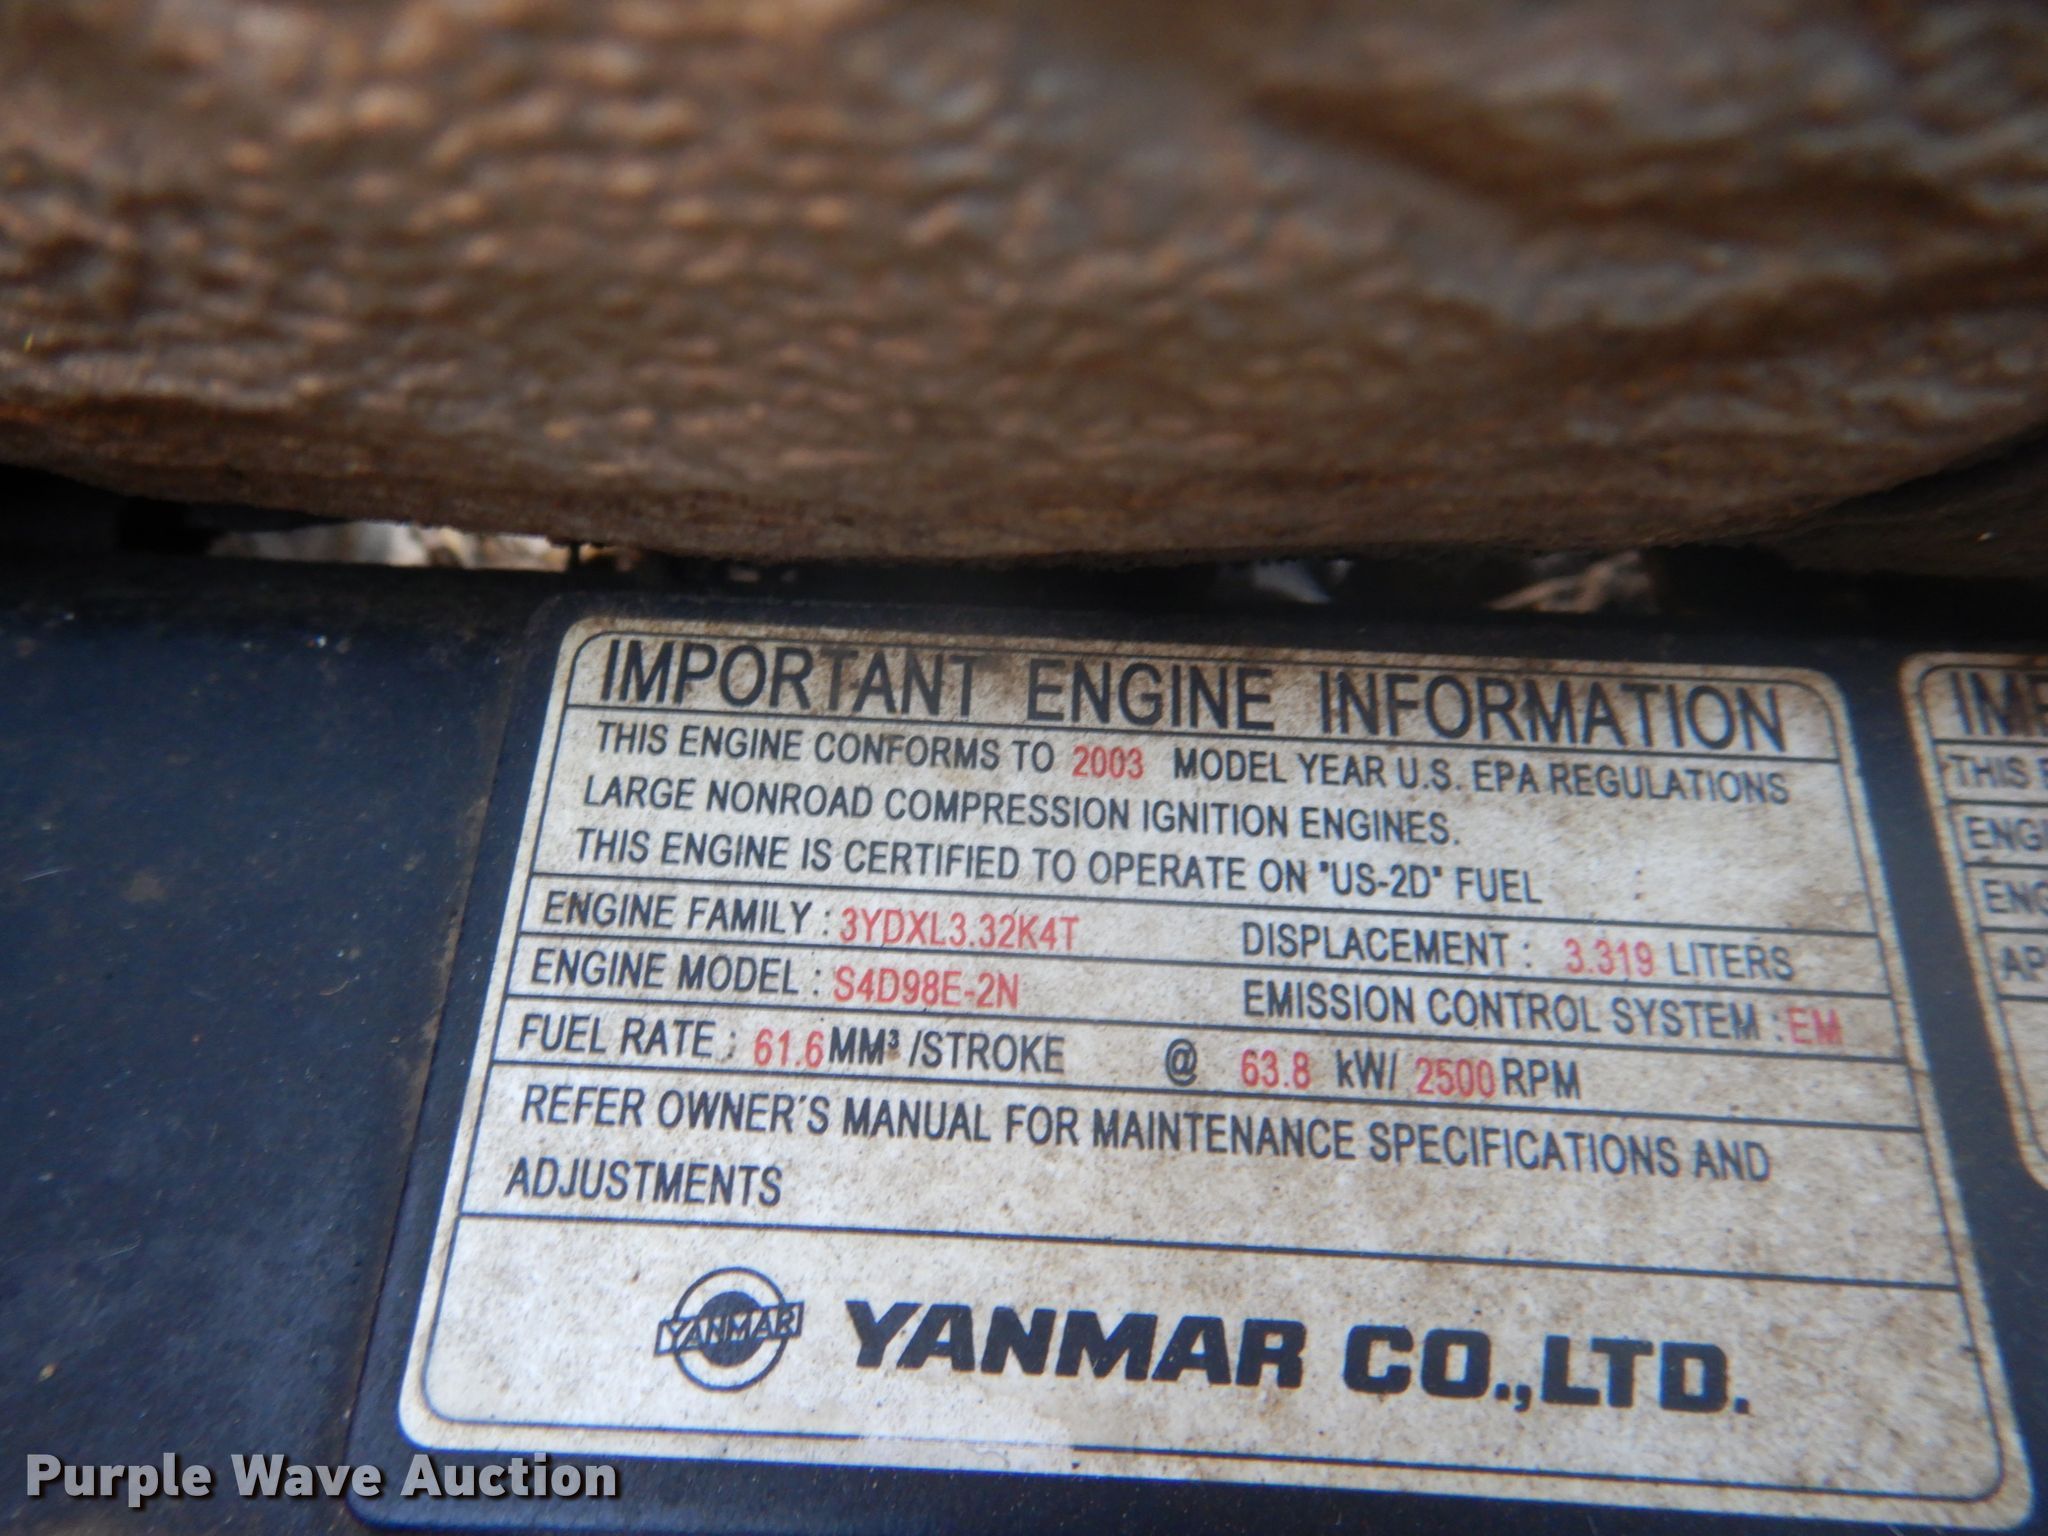 IMPORTANT ENGINE INFORMATION
THIS ENGINE CONFORMS TO 2003 MODEL YEAR U.S. EPA REGULATIONS
LARGE NONROAD COMPRESSION IGNITION ENGINES.
THIS ENGINE IS CERTIFIED TO OPERATE ON "US-2D" FUEL
ENGINE FAMILY : 3YDXL3.32K4T DISPLACEMENT : 3.319 LITERS
ENGINE MODEL : S4D98E-2N EMISSION CONTROL SYSTEM : EM
FUEL RATE : 61.6 MM³ /STROKE @ 63.8 kW/ 2500 RPM
REFER OWNER'S MANUAL FOR MAINTENANCE SPECIFICATIONS AND
ADJUSTMENTS
YANMAR YANMAR CO.,LTD.
THIS
Purple Wave Auction